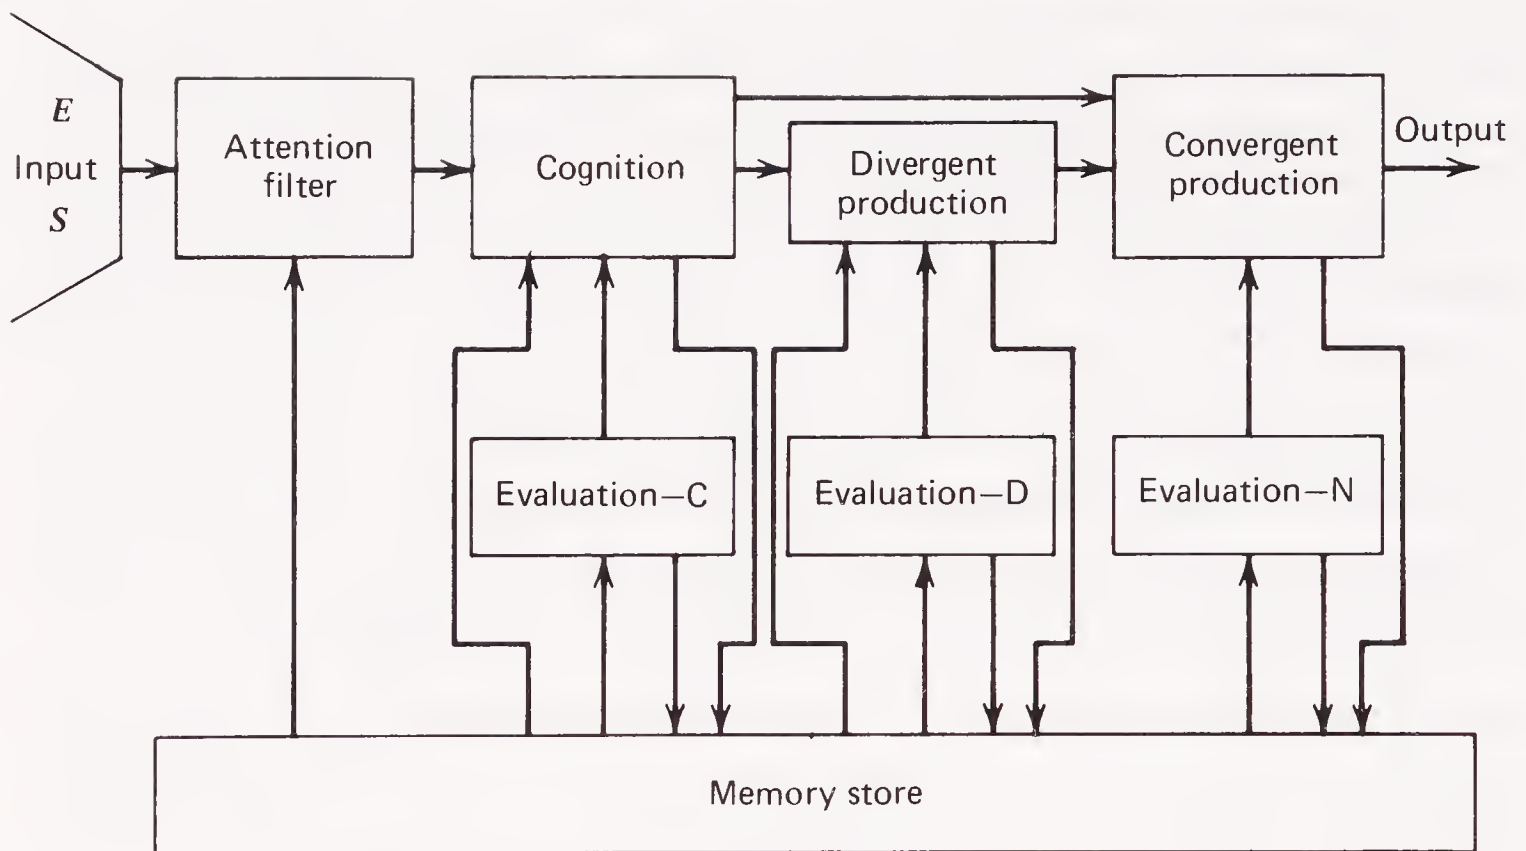 E
Input
S
Attention
filter
Cognition
Divergent
production
Convergent
production
Output
Evaluation—C
Evaluation—D
Evaluation—N
Memory store